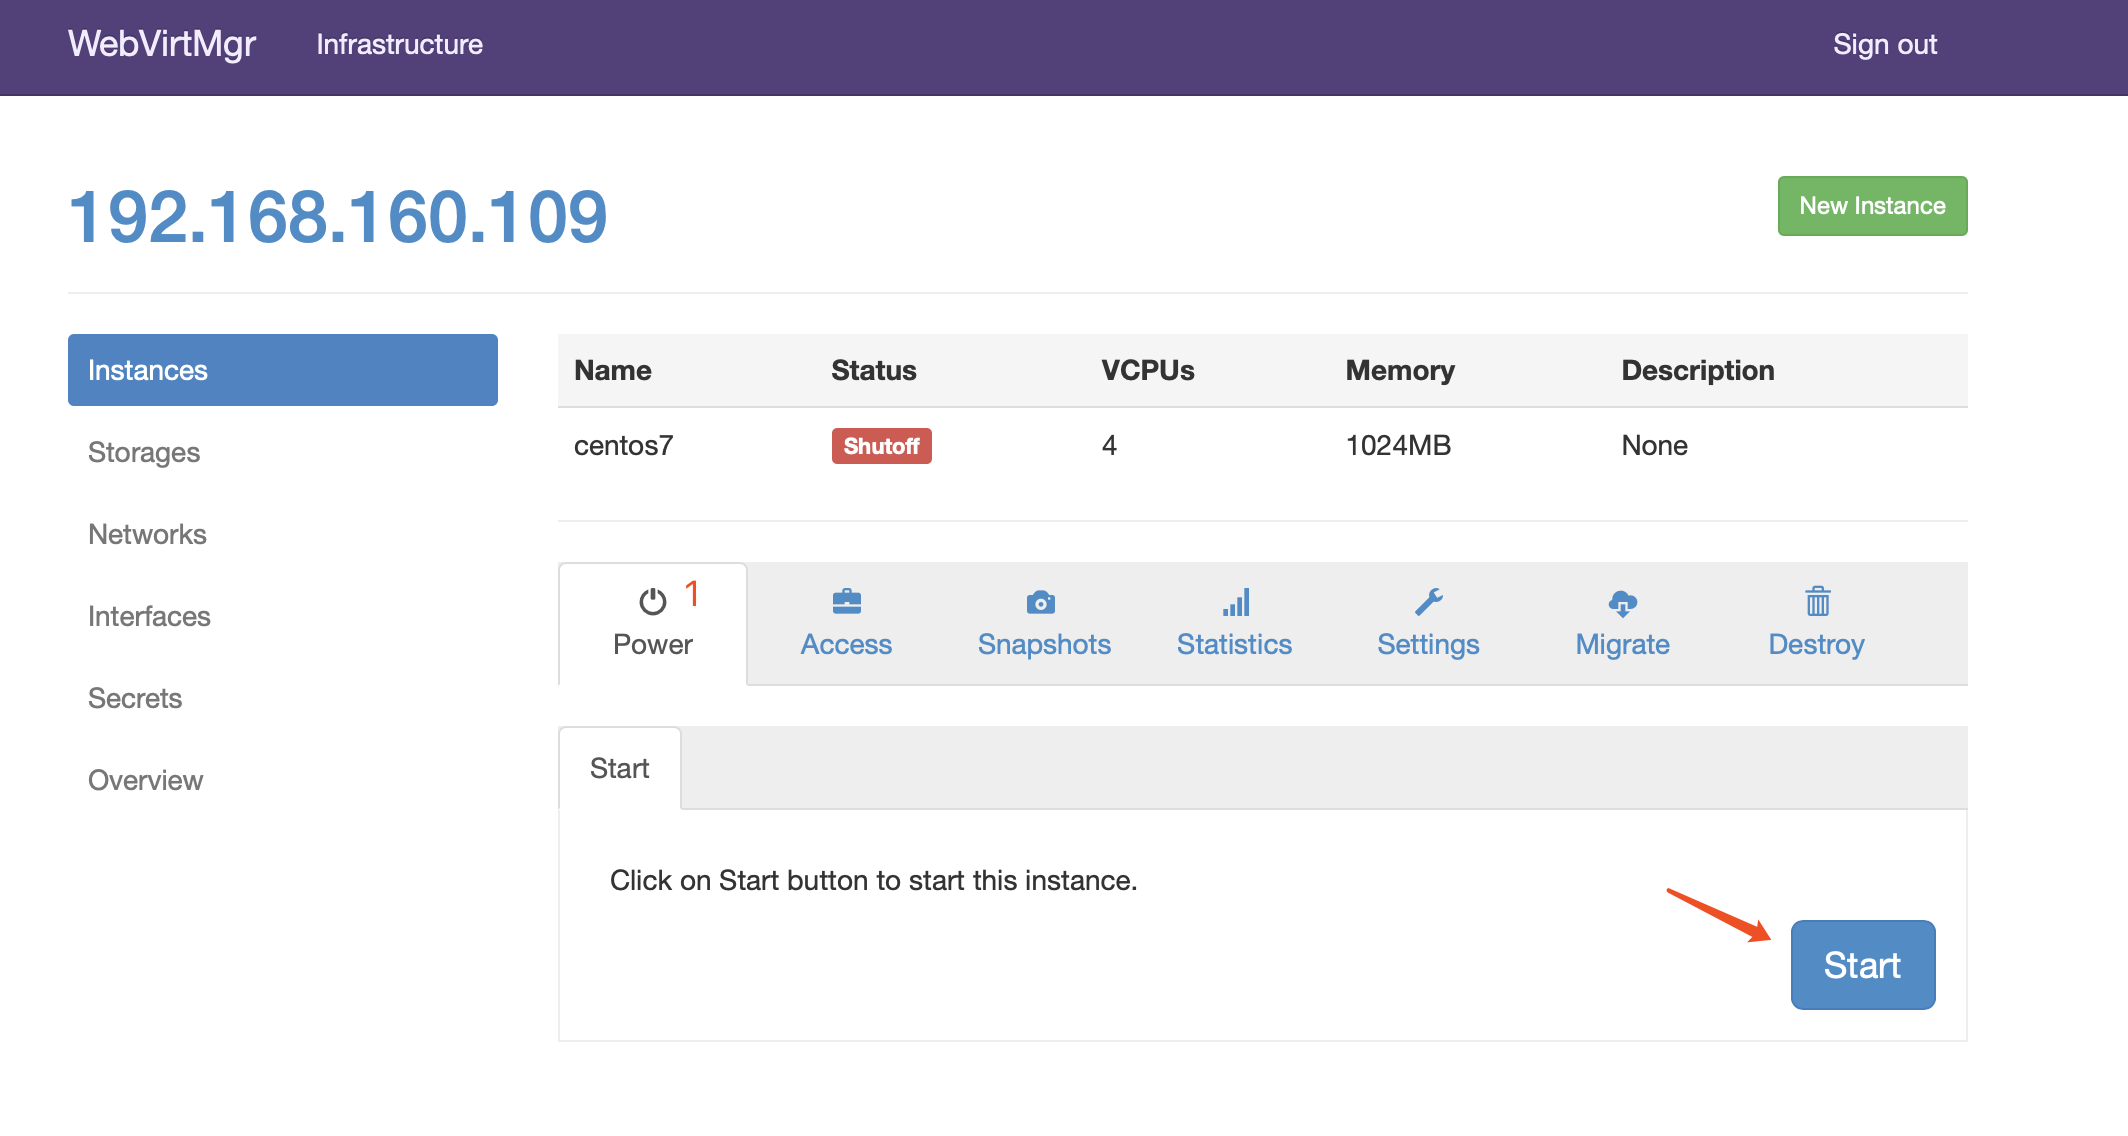 WebVirtMgr Infrastructure Sign out
192.168.160.109
New Instance
Instances
Storages
Networks
Interfaces
Secrets
Overview
Name Status VCPUs Memory Description
centos7 Shutoff 4 1024MB None
1
Power Access Snapshots Statistics Settings Migrate Destroy
Start
Click on Start button to start this instance.
Start